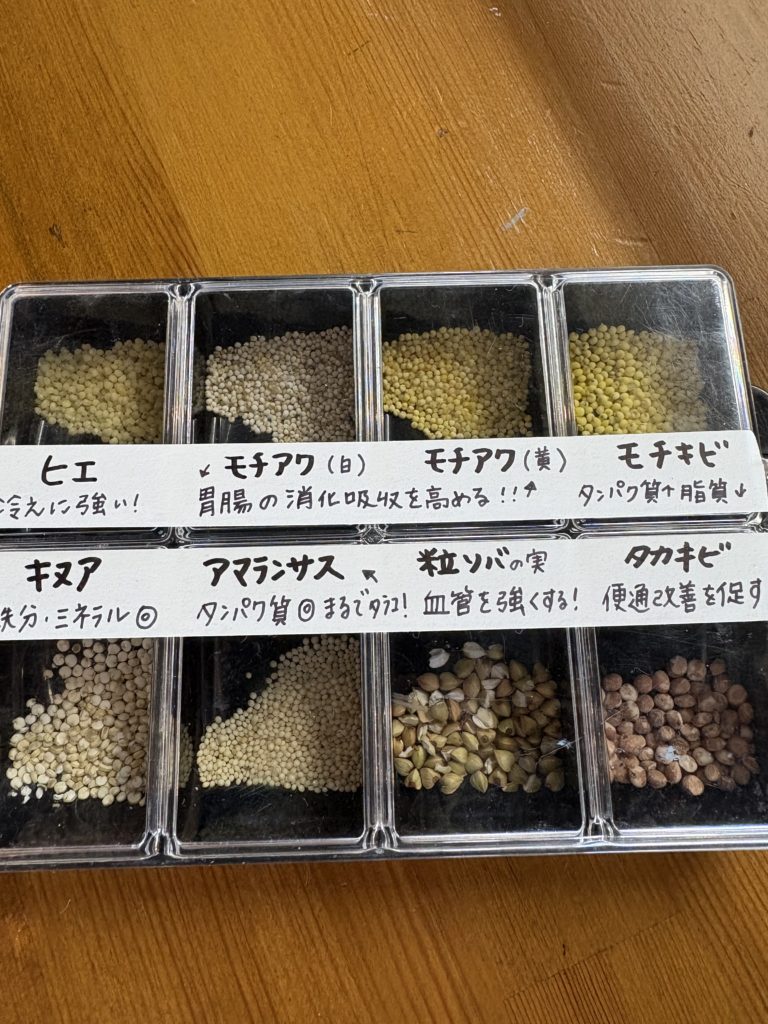 ヒエ モチアワ(白) モチアワ(黄) モチキビ
冷えに強い! 胃腸の消化吸収を高める!! タンパク質↑脂質↓
キヌア アマランサス 粒ソバの実 タカキビ
鉄分・ミネラル◎ タンパク質◎まるでタラコ! 血管を強くする! 便通改善を促す